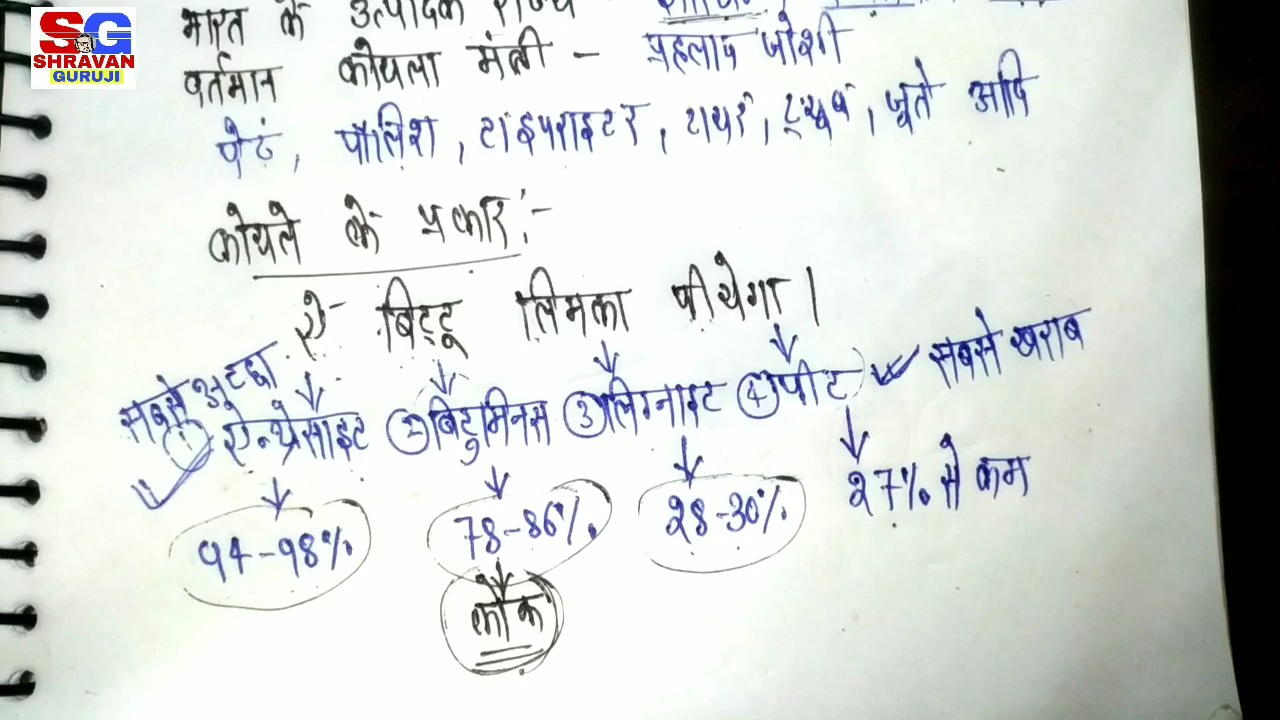 SG
SHRAVAN
GURUJI
भारत के उत्पादक राज्य
वर्तमान कोयला मंत्री - प्रहलाद जोशी
पेंट, पॉलिश, टाइपराइटर, टायर, ट्यूब, जूते आदि
कोयले के प्रकार :-
ऐ बिट्टू लिमका पीयेगा।
सबसे अच्छा ① ऐन्थ्रेसाइट ② बिटुमिनस ③ लिग्नाइट ④ पीट सबसे खराब
94-98% 78-86% 28-30% 27% से कम
कोक